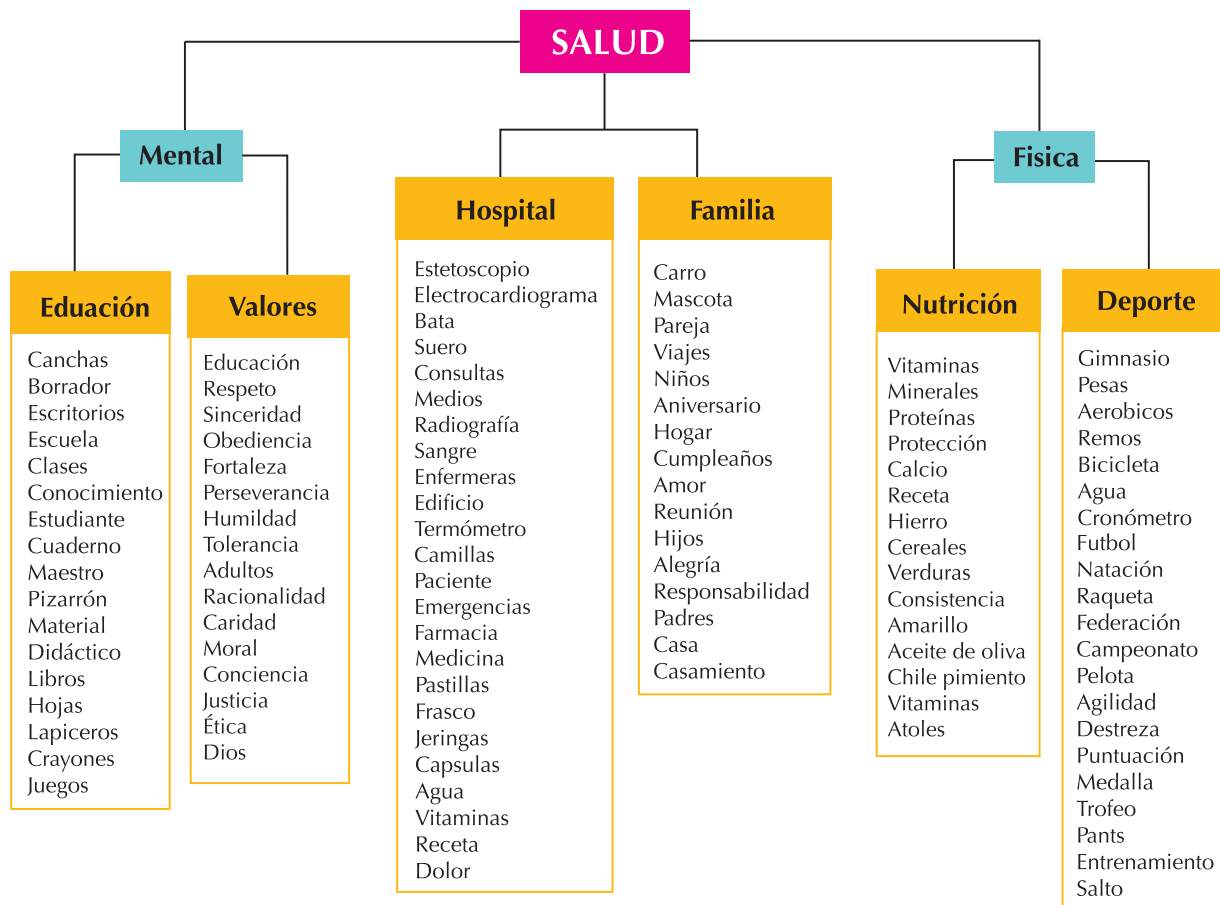 SALUD
Mental
Eduación
Canchas
Borrador
Escritorios
Escuela
Clases
Conocimiento
Estudiante
Cuaderno
Maestro
Pizarrón
Material
Didáctico
Libros
Hojas
Lapiceros
Crayones
Juegos
Valores
Educación
Respeto
Sinceridad
Obediencia
Fortaleza
Perseverancia
Humildad
Tolerancia
Adultos
Racionalidad
Caridad
Moral
Conciencia
Justicia
Ética
Dios
Hospital
Estetoscopio
Electrocardiograma
Bata
Suero
Consultas
Medios
Radiografía
Sangre
Enfermeras
Edificio
Termómetro
Camillas
Paciente
Emergencias
Farmacia
Medicina
Pastillas
Frasco
Jeringas
Capsulas
Agua
Vitaminas
Receta
Dolor
Familia
Carro
Mascota
Pareja
Viajes
Niños
Aniversario
Hogar
Cumpleaños
Amor
Reunión
Hijos
Alegría
Responsabilidad
Padres
Casa
Casamiento
Fisica
Nutrición
Vitaminas
Minerales
Proteínas
Protección
Calcio
Receta
Hierro
Cereales
Verduras
Consistencia
Amarillo
Aceite de oliva
Chile pimiento
Vitaminas
Atoles
Deporte
Gimnasio
Pesas
Aerobicos
Remos
Bicicleta
Agua
Cronómetro
Futbol
Natación
Raqueta
Federación
Campeonato
Pelota
Agilidad
Destreza
Puntuación
Medalla
Trofeo
Pants
Entrenamiento
Salto